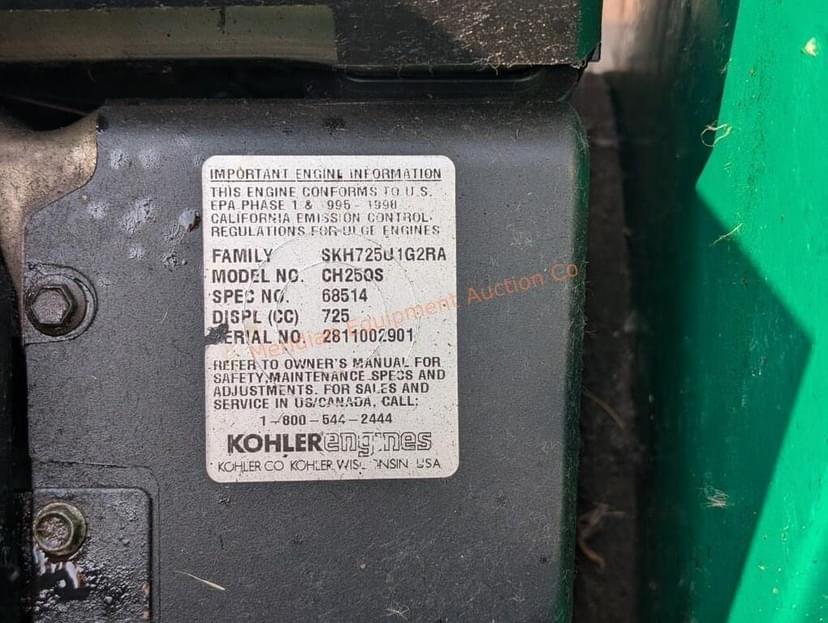 IMPORTANT ENGINE INFORMATION
THIS ENGINE CONFORMS TO U.S.
EPA PHASE 1 & 1995 - 1998
CALIFORNIA EMISSION CONTROL
REGULATIONS FOR ULGE ENGINES
FAMILY SKH725U1G2RA
MODEL NO. CH25QS
SPEC NO. 68514
DISPL (CC) 725
SERIAL NO. 2811002901
REFER TO OWNER'S MANUAL FOR
SAFETY, MAINTENANCE SPECS AND
ADJUSTMENTS. FOR SALES AND
SERVICE IN US/CANADA, CALL:
1-800-544-2444
KOHLER engines
KOHLER CO. KOHLER, WISCONSIN USA
Meridian Equipment Auction Co